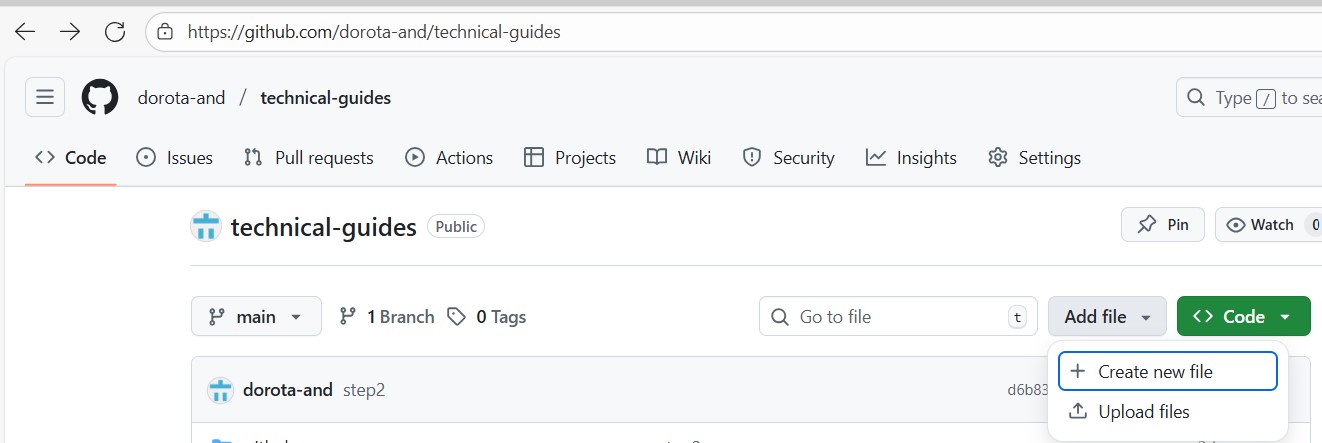 https://github.com/dorota-and/technical-guides
dorota-and / technical-guides
Type / to sea
Code Issues Pull requests Actions Projects Wiki Security Insights Settings
technical-guides Public
Pin Watch 0
main 1 Branch 0 Tags Go to file t Add file Code
Create new file
dorota-and step2 d6b83
Upload files